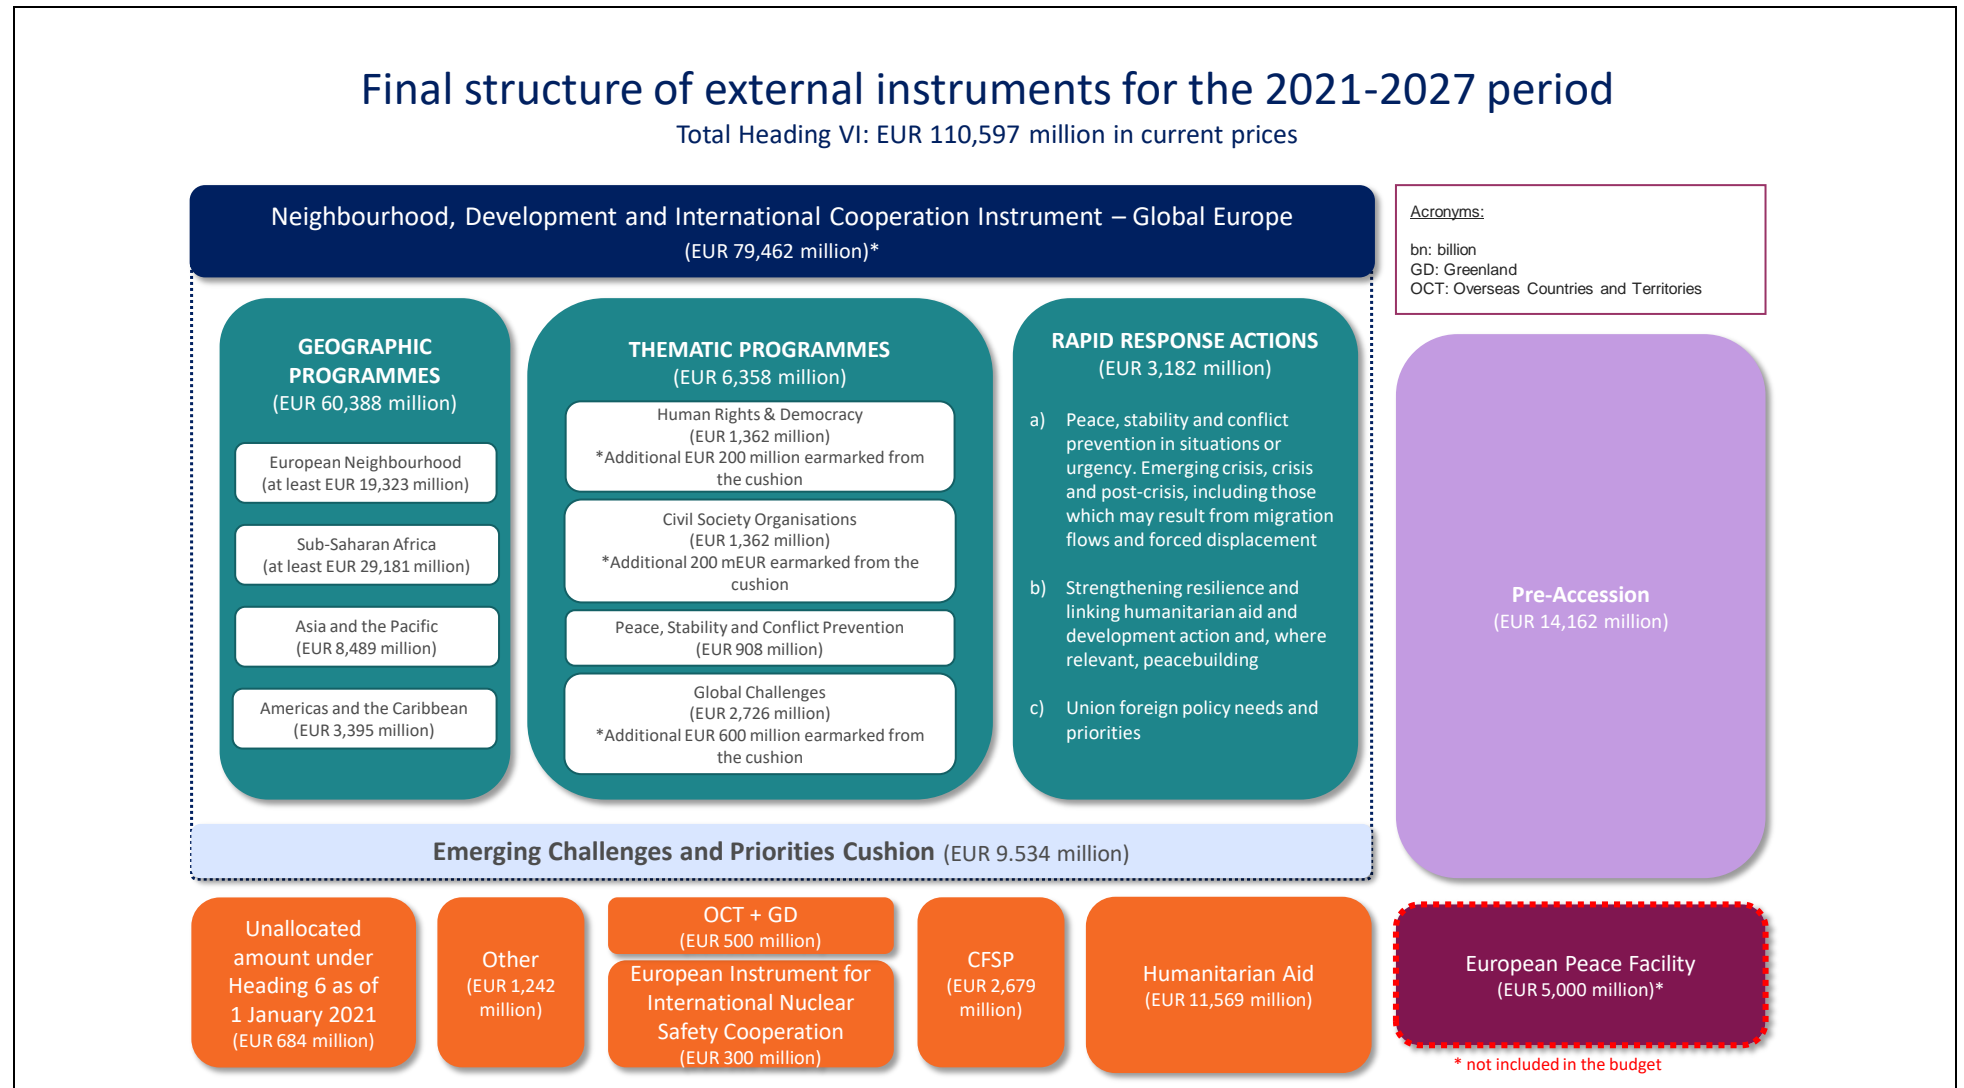 Final structure of external instruments for the 2021-2027 period
Total Heading VI: EUR 110,597 million in current prices
Neighbourhood, Development and International Cooperation Instrument – Global Europe
(EUR 79,462 million)*
Acronyms:
bn: billion
GD: Greenland
OCT: Overseas Countries and Territories
GEOGRAPHIC
PROGRAMMES
(EUR 60,388 million)
European Neighbourhood
(at least EUR 19,323 million)
Sub-Saharan Africa
(at least EUR 29,181 million)
Asia and the Pacific
(EUR 8,489 million)
Americas and the Caribbean
(EUR 3,395 million)
THEMATIC PROGRAMMES
(EUR 6,358 million)
Human Rights & Democracy
(EUR 1,362 million)
*Additional EUR 200 million earmarked from
the cushion
Civil Society Organisations
(EUR 1,362 million)
*Additional 200 mEUR earmarked from the
cushion
Peace, Stability and Conflict Prevention
(EUR 908 million)
Global Challenges
(EUR 2,726 million)
*Additional EUR 600 million earmarked from
the cushion
RAPID RESPONSE ACTIONS
(EUR 3,182 million)
a) Peace, stability and conflict
prevention in situations or
urgency. Emerging crisis, crisis
and post-crisis, including those
which may result from migration
flows and forced displacement
b) Strengthening resilience and
linking humanitarian aid and
development action and, where
relevant, peacebuilding
c) Union foreign policy needs and
priorities
Pre-Accession
(EUR 14,162 million)
Emerging Challenges and Priorities Cushion (EUR 9.534 million)
Unallocated
amount under
Heading 6 as of
1 January 2021
(EUR 684 million)
Other
(EUR 1,242
million)
OCT + GD
(EUR 500 million)
European Instrument for
International Nuclear
Safety Cooperation
(EUR 300 million)
CFSP
(EUR 2,679
million)
Humanitarian Aid
(EUR 11,569 million)
European Peace Facility
(EUR 5,000 million)*
* not included in the budget